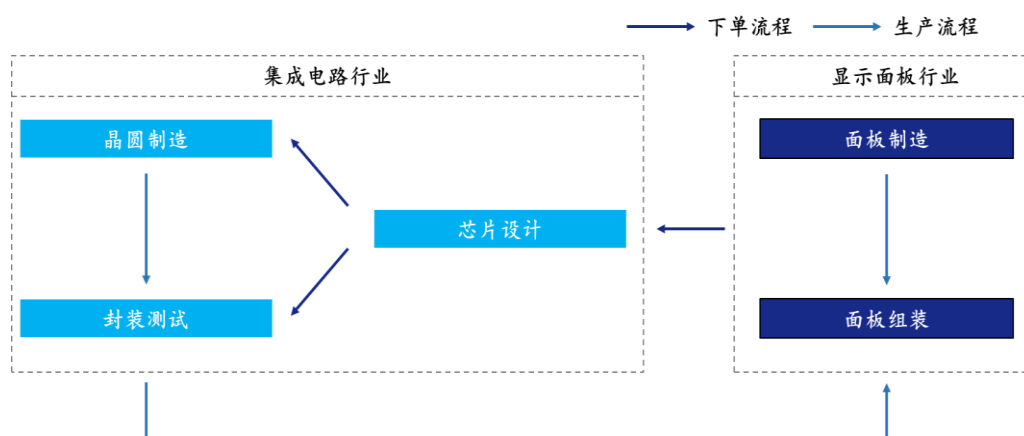 下单流程 生产流程
集成电路行业
显示面板行业
晶圆制造
面板制造
芯片设计
封装测试
面板组装